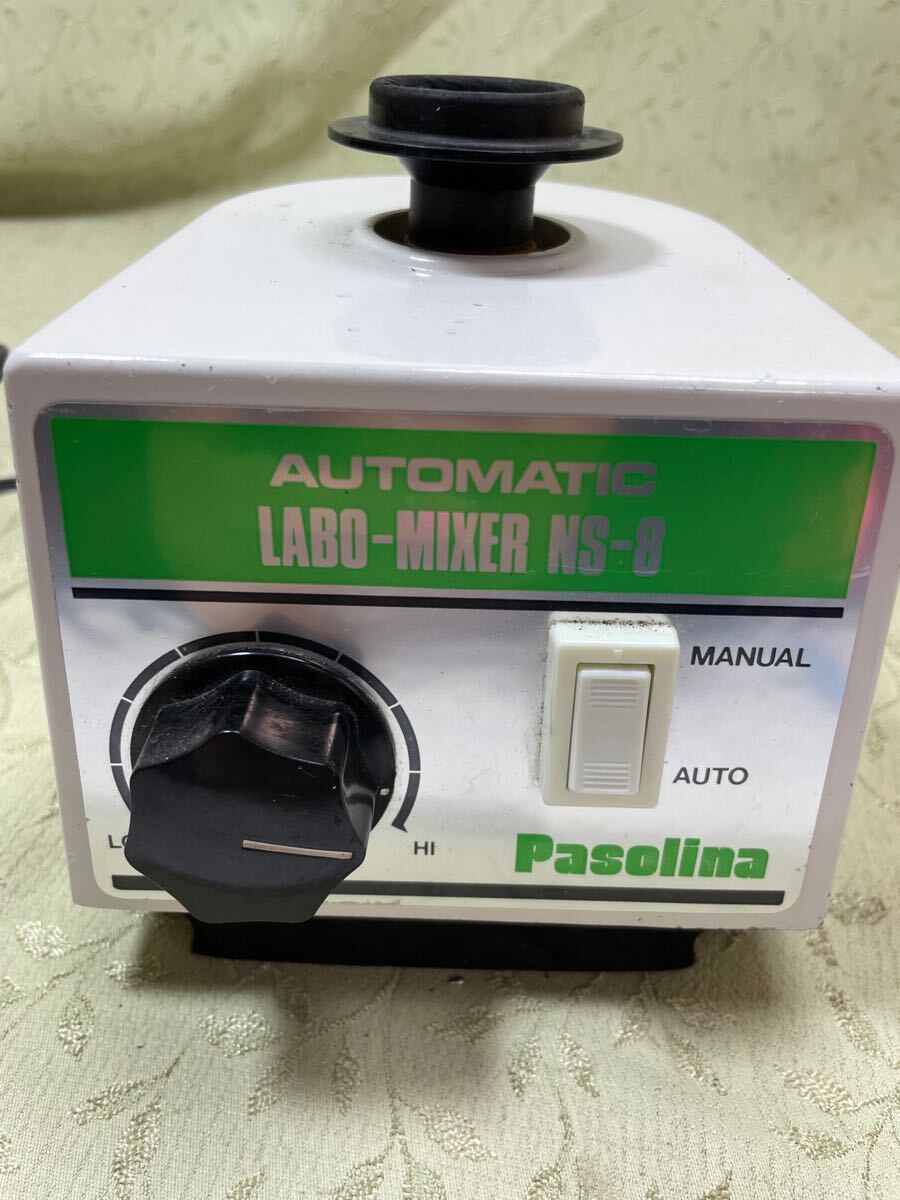 AUTOMATIC
LABO-MIXER NS-8
MANUAL
AUTO
HI
Pasolina